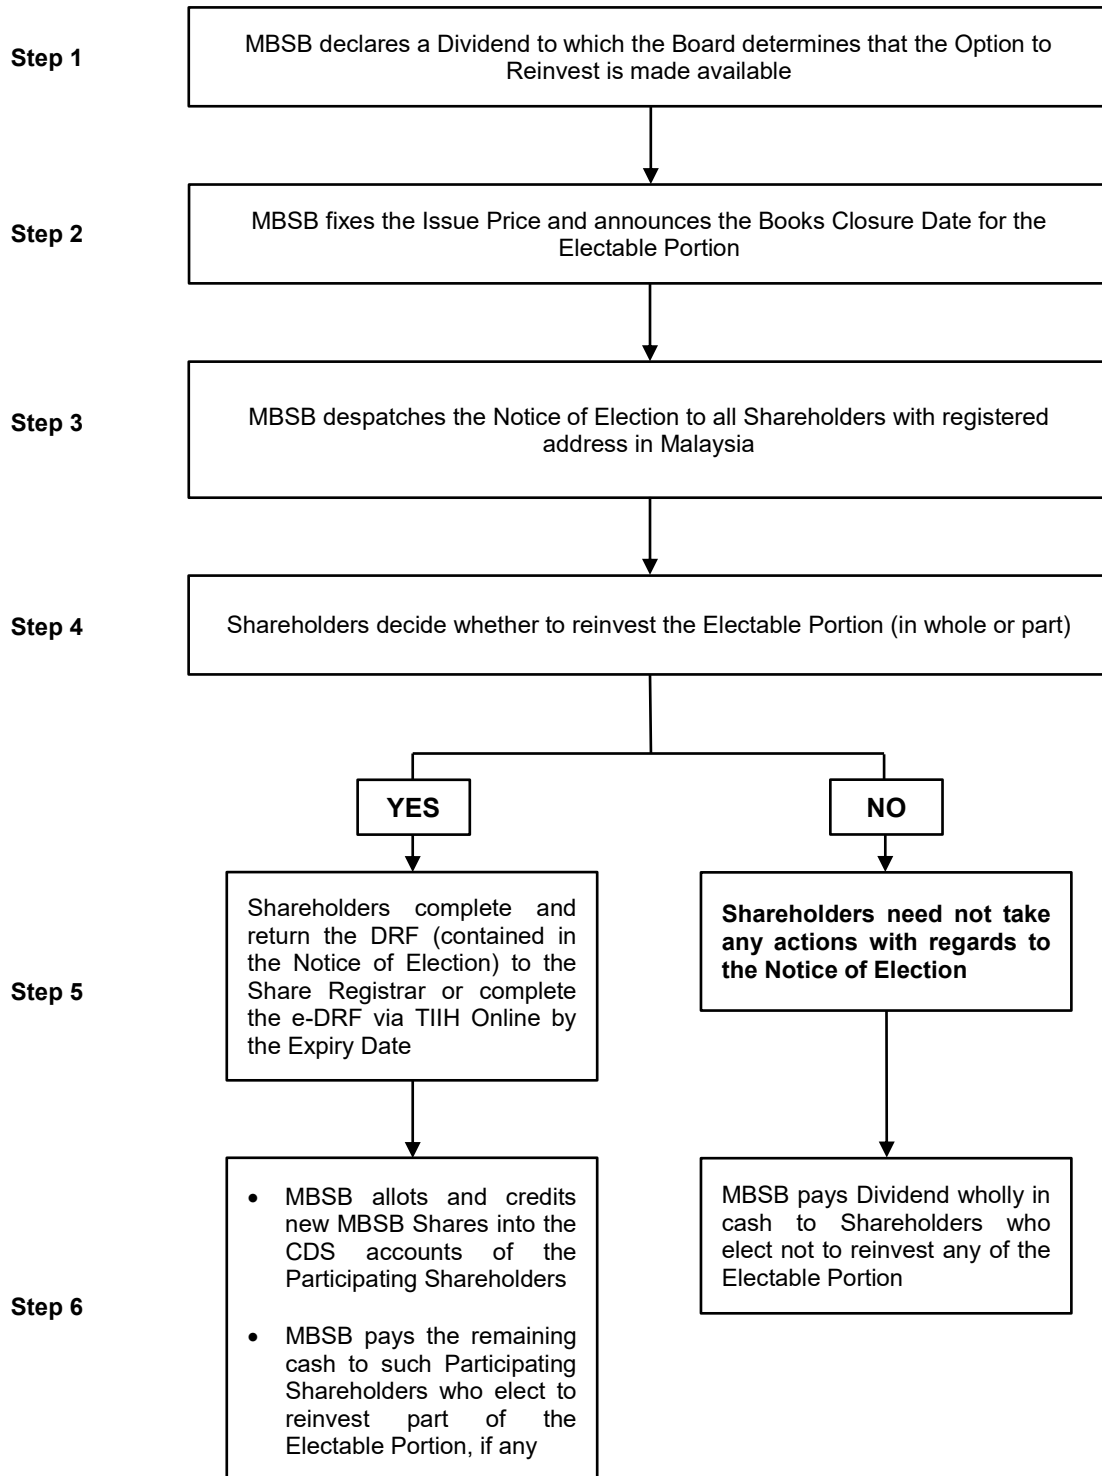 Step 1
MBSB declares a Dividend to which the Board determines that the Option to
Reinvest is made available
Step 2
MBSB fixes the Issue Price and announces the Books Closure Date for the
Electable Portion
Step 3
MBSB despatches the Notice of Election to all Shareholders with registered
address in Malaysia
Step 4
Shareholders decide whether to reinvest the Electable Portion (in whole or part)
YES
NO
Step 5
Shareholders complete and
return the DRF (contained in
the Notice of Election) to the
Share Registrar or complete
the e-DRF via TIIH Online by
the Expiry Date
Shareholders need not take
any actions with regards to
the Notice of Election
Step 6
• MBSB allots and credits
new MBSB Shares into the
CDS accounts of the
Participating Shareholders
• MBSB pays the remaining
cash to such Participating
Shareholders who elect to
reinvest part of the
Electable Portion, if any
MBSB pays Dividend wholly in
cash to Shareholders who
elect not to reinvest any of the
Electable Portion